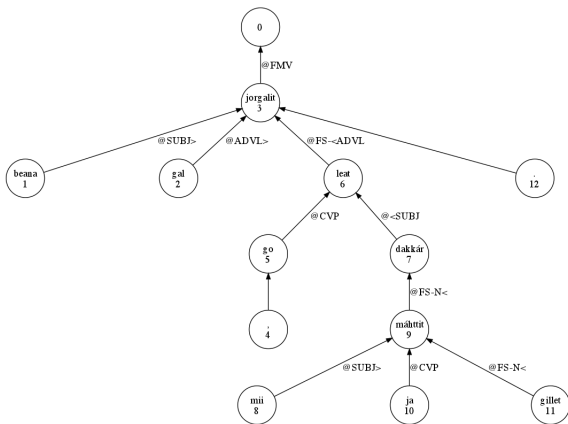 0
@FMV
jorgalit
3
@SUBJ>
@ADVL>
@FS-<ADVL
beana
1
gal
2
leat
6
.
12
@CVP
@<SUBJ
go
5
dakkár
7
@FS-N<
,
4
máhttit
9
@SUBJ>
@CVP
@FS-N<
mii
8
ja
10
gillet
11